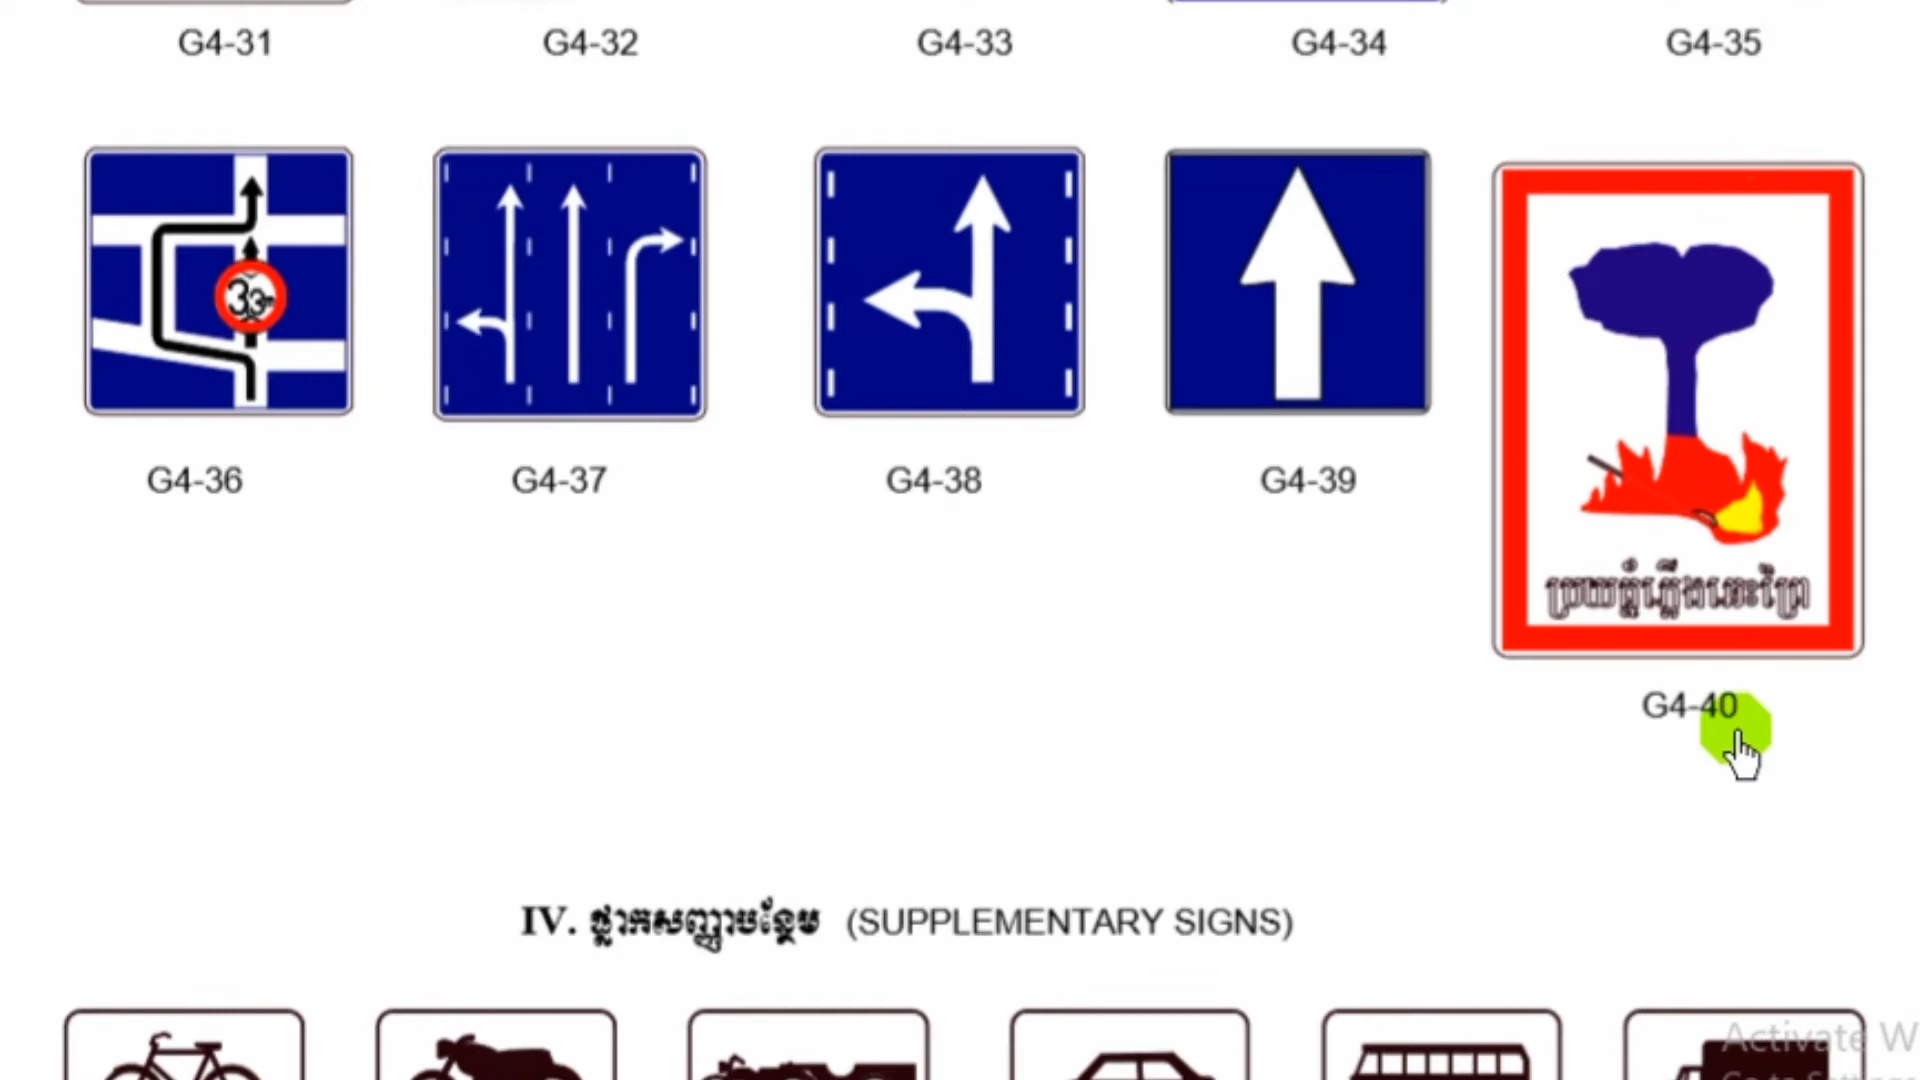 G4-31 G4-32 G4-33 G4-34 G4-35
ប្រយត្ន័ភ្លើងឆេះព្រៃ
G4-36 G4-37 G4-38 G4-39
G4-40
IV. ផ្លាកសញ្ញាបន្ថែម (SUPPLEMENTARY SIGNS)
Activate W